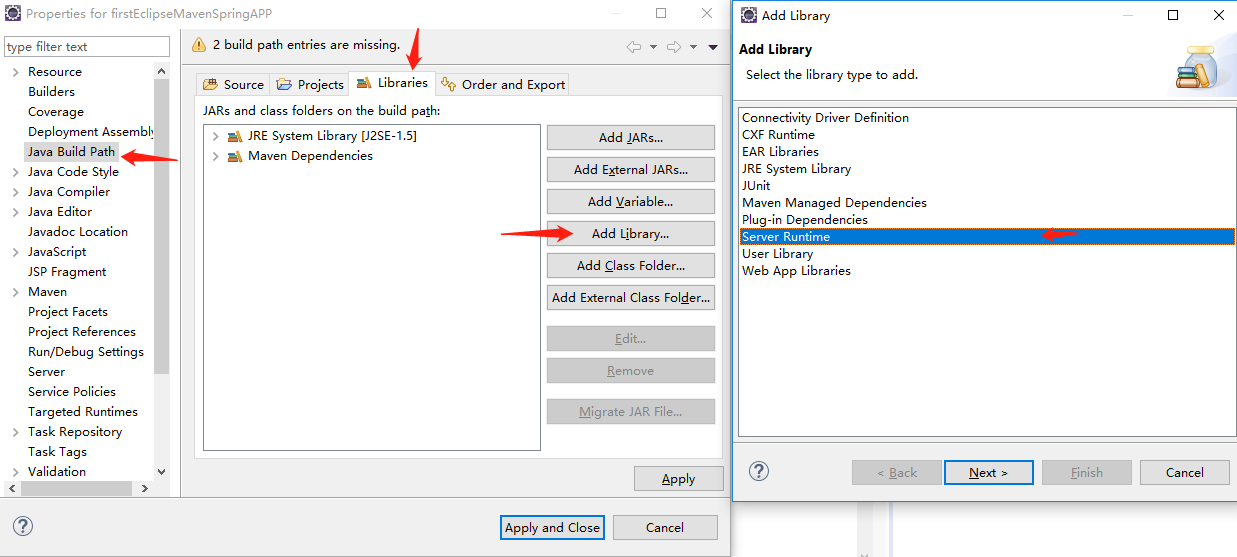 Properties for firstEclipseMavenSpringAPP
type filter text
Resource
Builders
Coverage
Deployment Assembly
Java Build Path
Java Code Style
Java Compiler
Java Editor
Javadoc Location
JavaScript
JSP Fragment
Maven
Project Facets
Project References
Run/Debug Settings
Server
Service Policies
Targeted Runtimes
Task Repository
Task Tags
Validation
2 build path entries are missing.
Source
Projects
Libraries
Order and Export
JARs and class folders on the build path:
JRE System Library [J2SE-1.5]
Maven Dependencies
Add JARs...
Add External JARs...
Add Variable...
Add Library...
Add Class Folder...
Add External Class Folder...
Edit...
Remove
Migrate JAR File...
Apply
Apply and Close
Cancel
Add Library
Add Library
Select the library type to add.
Connectivity Driver Definition
CXF Runtime
EAR Libraries
JRE System Library
JUnit
Maven Managed Dependencies
Plug-in Dependencies
Server Runtime
User Library
Web App Libraries
< Back
Next >
Finish
Cancel